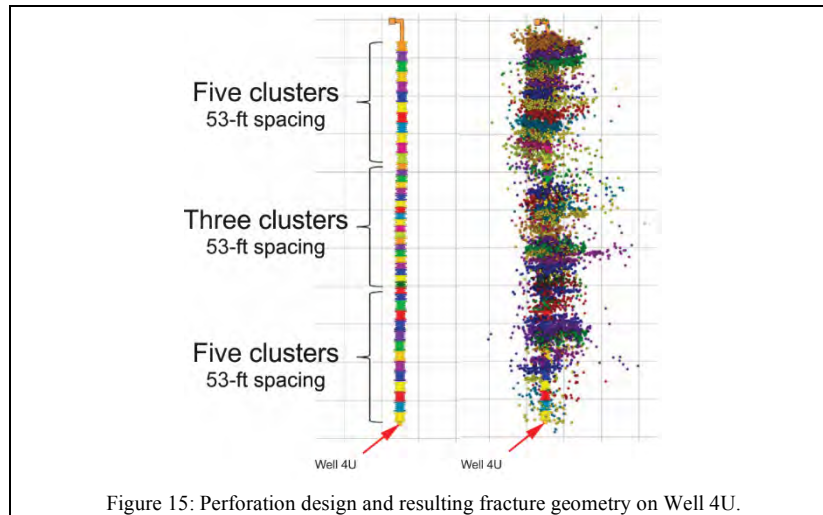 Five clusters
53-ft spacing
Three clusters
53-ft spacing
Five clusters
53-ft spacing
Well 4U
Well 4U
Figure 15: Perforation design and resulting fracture geometry on Well 4U.